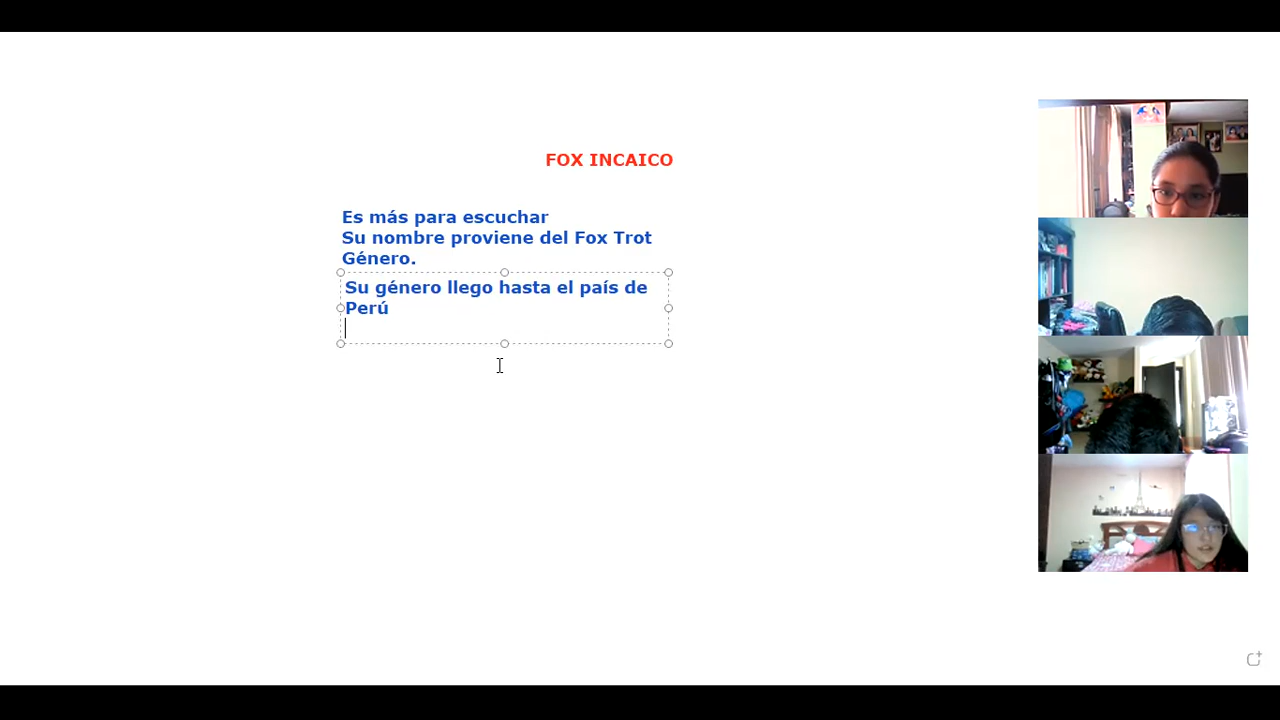 FOX INCAICO
Es más para escuchar
Su nombre proviene del Fox Trot
Género.
Su género llego hasta el país de
Perú